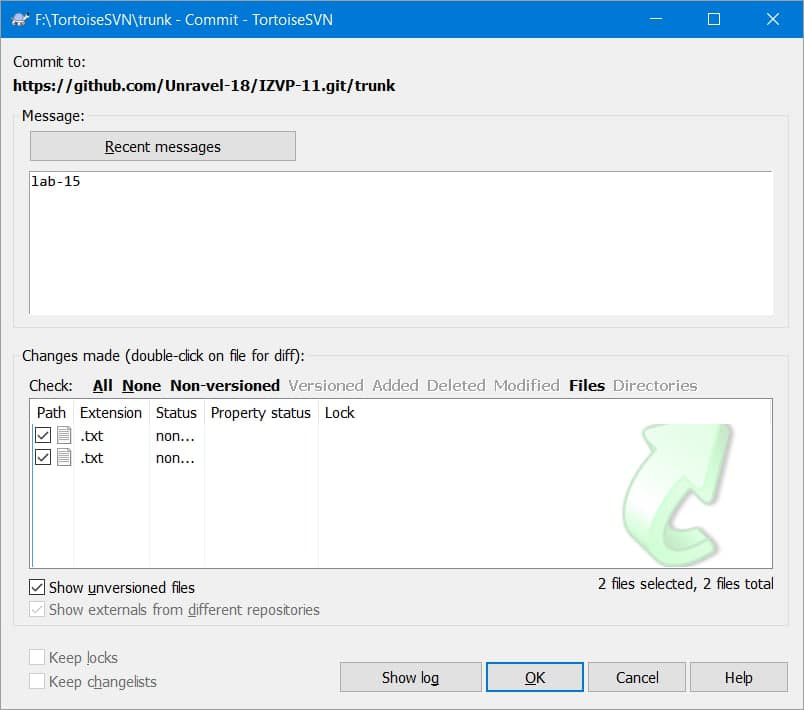 F:\TortoiseSVN\trunk - Commit - TortoiseSVN
Commit to:
https://github.com/Unravel-18/IZVP-11.git/trunk
Message:
Recent messages
lab-15
Changes made (double-click on file for diff):
Check: All None Non-versioned Versioned Added Deleted Modified Files Directories
Path Extension Status Property status Lock
.txt non...
.txt non...
Show unversioned files
2 files selected, 2 files total
Show externals from different repositories
Keep locks
Keep changelists
Show log OK Cancel Help